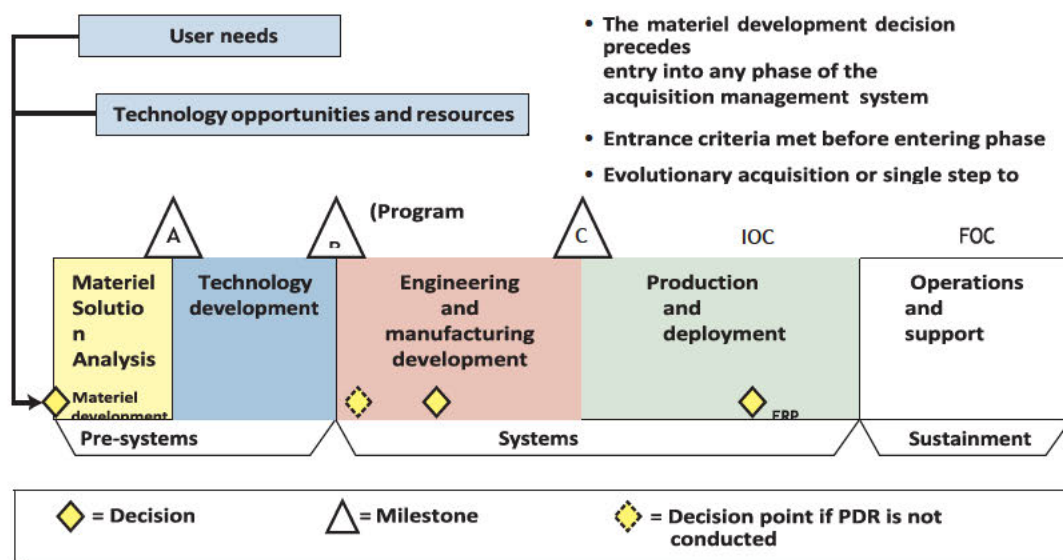 User needs
Technology opportunities and resources
• The materiel development decision
precedes
entry into any phase of the
acquisition management system
• Entrance criteria met before entering phase
• Evolutionary acquisition or single step to
A
(Program
C
IOC
FOC
Materiel
Solutio
n
Analysis
Technology
development
Engineering
and
manufacturing
development
Production
and
deployment
Operations
and
support
Materiel
development
FRP
Pre-systems
Systems
Sustainment
= Decision
= Milestone
= Decision point if PDR is not
conducted